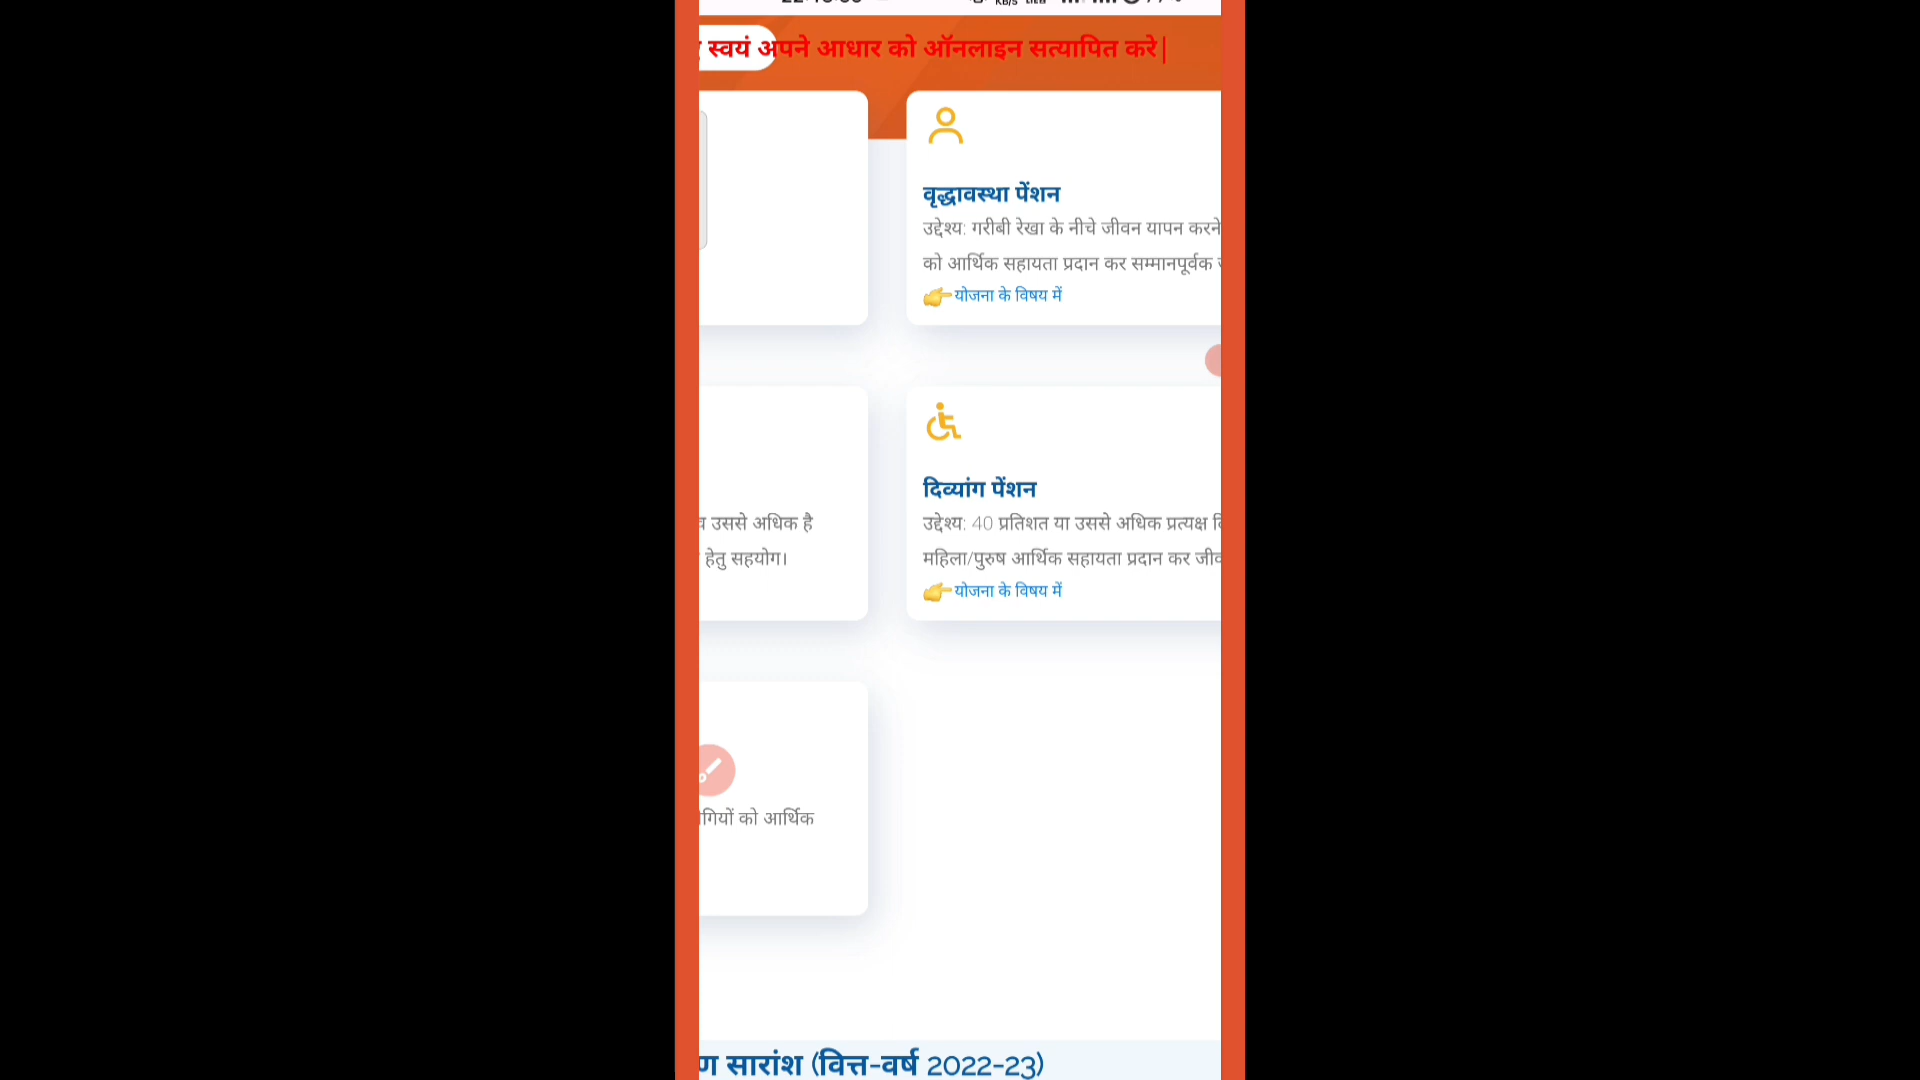 स्वयं अपने आधार को ऑनलाइन सत्यापित करे|
वृद्धावस्था पेंशन
उद्देश्य: गरीबी रेखा के नीचे जीवन यापन करने
को आर्थिक सहायता प्रदान कर सम्मानपूर्वक
योजना के विषय में
उससे अधिक है
हेतु सहयोग।
दिव्यांग पेंशन
उद्देश्य: 40 प्रतिशत या उससे अधिक प्रत्यक्ष
महिला/पुरुष आर्थिक सहायता प्रदान कर
योजना के विषय में
को आर्थिक
सारांश (वित्त-वर्ष 2022-23)